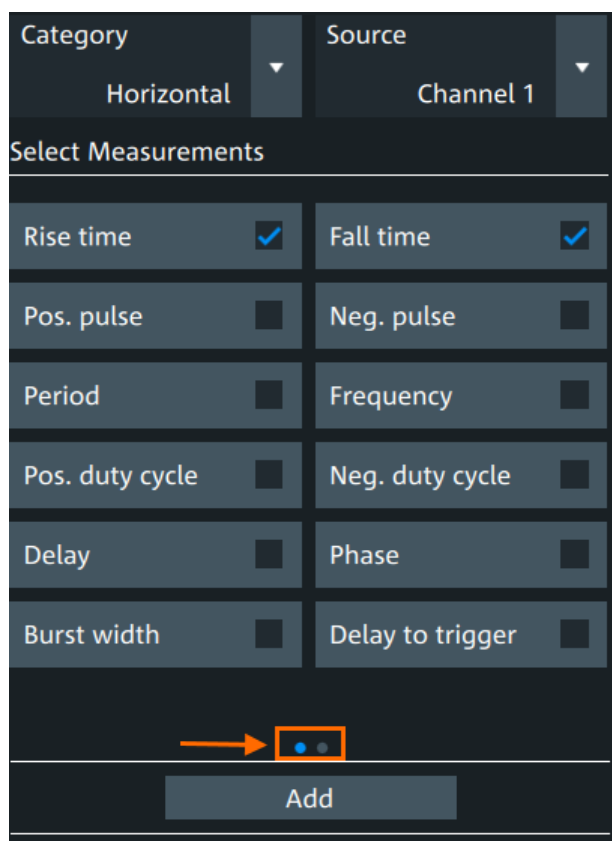 Category Source
Horizontal Channel 1
Select Measurements
Rise time Fall time
Pos. pulse Neg. pulse
Period Frequency
Pos. duty cycle Neg. duty cycle
Delay Phase
Burst width Delay to trigger
Add